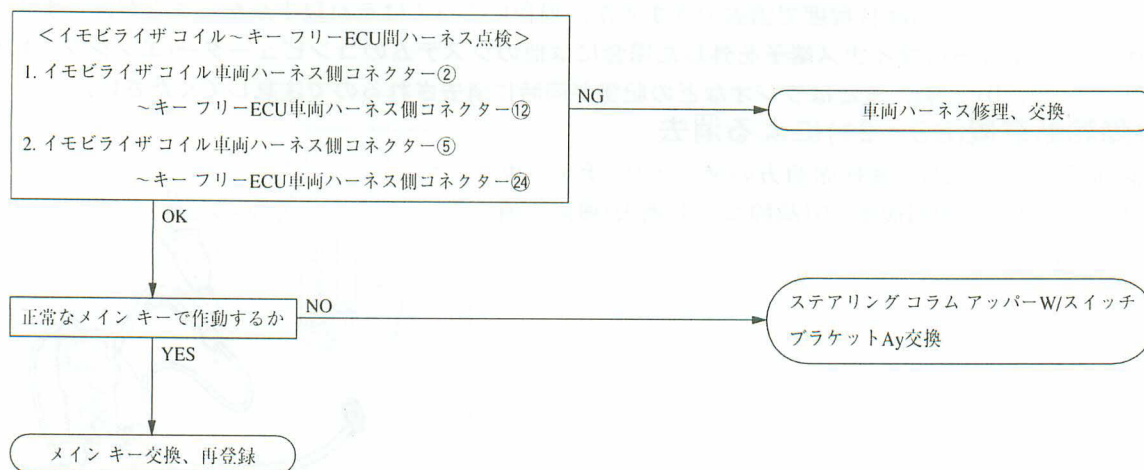 <イモビライザ コイル～キー フリーECU間ハーネス点検>
1. イモビライザ コイル車両ハーネス側コネクター②
～キー フリーECU車両ハーネス側コネクター⑫
2. イモビライザ コイル車両ハーネス側コネクター⑤
～キー フリーECU車両ハーネス側コネクター㉔
NG
車両ハーネス修理、交換
OK
正常なメイン キーで作動するか
NO
ステアリング コラム アッパーW/スイッチ
ブラケットAy交換
YES
メイン キー交換、再登録